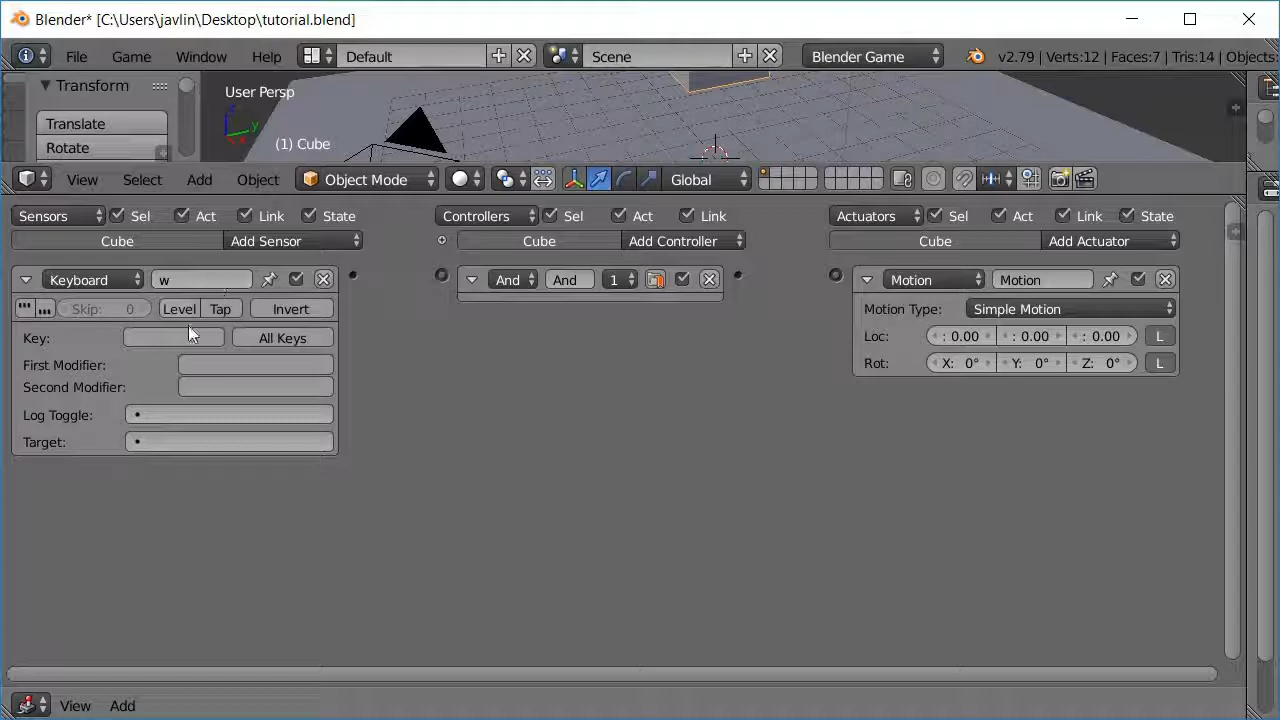 Blender* [C:\Users\javlin\Desktop\tutorial.blend]
File Game Window Help Default Scene Blender Game v2.79 | Verts:12 | Faces:7 | Tris:14 | Objects:
Transform
User Persp
Translate
Rotate
(1) Cube
View Select Add Object Object Mode Global
Sensors Sel Act Link State Controllers Sel Act Link Actuators Sel Act Link State
Cube Add Sensor Cube Add Controller Cube Add Actuator
Keyboard w And And 1 Motion Motion
Skip: 0 Level Tap Invert Motion Type: Simple Motion
Key: All Keys Loc: : 0.00 : 0.00 : 0.00 L
First Modifier: Rot: X: 0° Y: 0° Z: 0° L
Second Modifier:
Log Toggle:
Target:
View Add